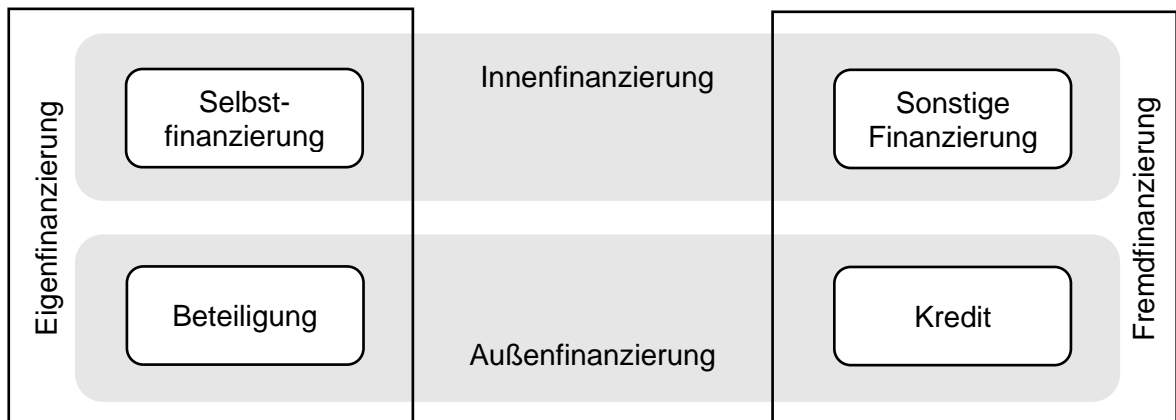 Eigenfinanzierung
Innenfinanzierung
Selbst-
finanzierung
Sonstige
Finanzierung
Beteiligung
Kredit
Außenfinanzierung
Fremdfinanzierung